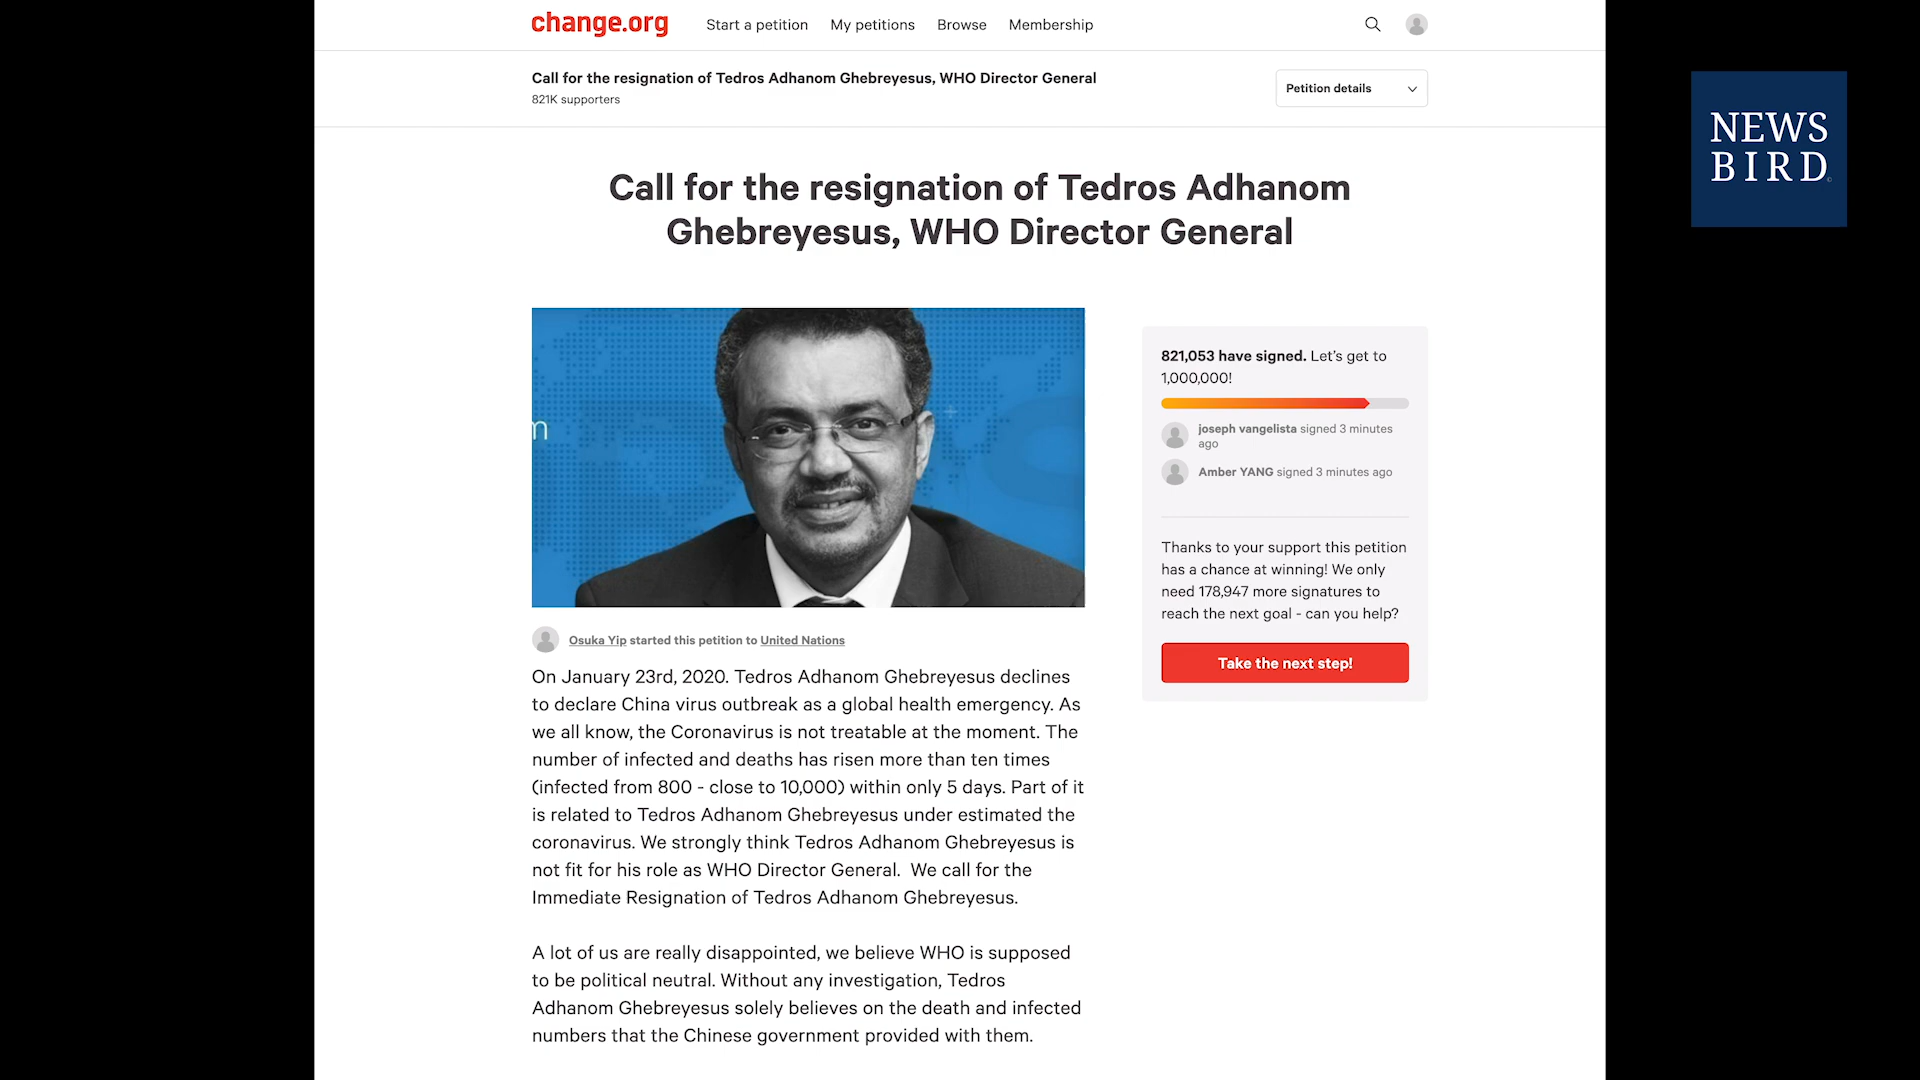 change.org
Start a petition
My petitions
Browse
Membership
Call for the resignation of Tedros Adhanom Ghebreyesus, WHO Director General
821K supporters
Petition details
NEWS
BIRD
Call for the resignation of Tedros Adhanom
Ghebreyesus, WHO Director General
m
Osuka Yip started this petition to United Nations
On January 23rd, 2020. Tedros Adhanom Ghebreyesus declines
to declare China virus outbreak as a global health emergency. As
we all know, the Coronavirus is not treatable at the moment. The
number of infected and deaths has risen more than ten times
(infected from 800 - close to 10,000) within only 5 days. Part of it
is related to Tedros Adhanom Ghebreyesus under estimated the
coronavirus. We strongly think Tedros Adhanom Ghebreyesus is
not fit for his role as WHO Director General.  We call for the
Immediate Resignation of Tedros Adhanom Ghebreyesus.
A lot of us are really disappointed, we believe WHO is supposed
to be political neutral. Without any investigation, Tedros
Adhanom Ghebreyesus solely believes on the death and infected
numbers that the Chinese government provided with them.
821,053 have signed. Let's get to
1,000,000!
joseph vangelista signed 3 minutes
ago
Amber YANG signed 3 minutes ago
Thanks to your support this petition
has a chance at winning! We only
need 178,947 more signatures to
reach the next goal - can you help?
Take the next step!